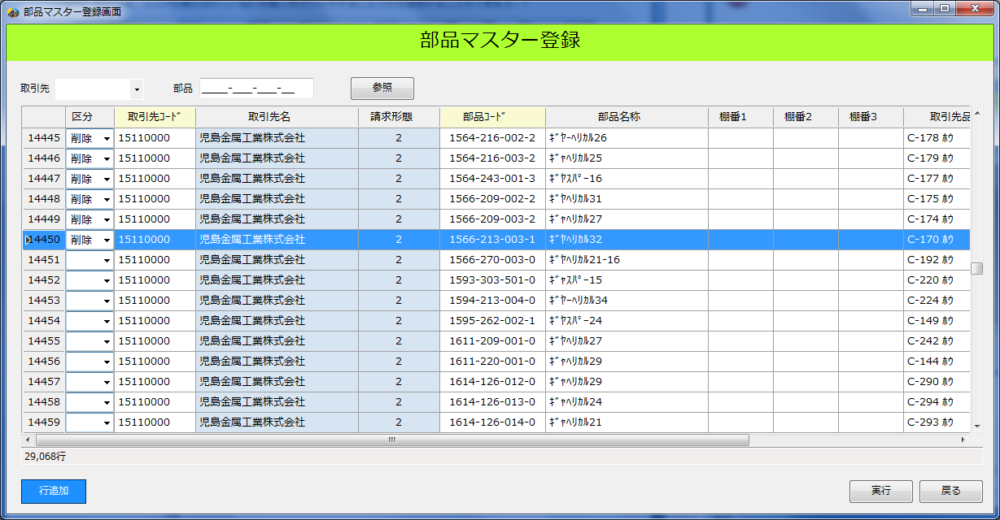 部品マスター登録画面
部品マスター登録
取引先 部品 _____-___-___-__ 参照
区分 取引先ｺｰﾄﾞ 取引先名 請求形態 部品ｺｰﾄﾞ 部品名称 棚番1 棚番2 棚番3 取引先品
14445 削除 15110000 児島金属工業株式会社 2 1564-216-002-2 ｷﾞﾔｰﾍﾘｶﾙ26 C-178 ﾎｳ
14446 削除 15110000 児島金属工業株式会社 2 1564-216-003-2 ｷﾞﾔﾍﾘｶﾙ25 C-179 ﾎｳ
14447 削除 15110000 児島金属工業株式会社 2 1564-243-001-3 ｷﾞﾔｽﾊﾟｰ16 C-177 ﾎｳ
14448 削除 15110000 児島金属工業株式会社 2 1566-209-002-2 ｷﾞﾔﾍﾘｶﾙ31 C-175 ﾎｳ
14449 削除 15110000 児島金属工業株式会社 2 1566-209-003-2 ｷﾞﾔﾍﾘｶﾙ27 C-174 ﾎｳ
14450 削除 15110000 児島金属工業株式会社 2 1566-213-003-1 ｷﾞﾔﾍﾘｶﾙ32 C-170 ﾎｳ
14451 15110000 児島金属工業株式会社 2 1566-270-003-0 ｷﾞﾔﾍﾘｶﾙ21-16 C-192 ﾎｳ
14452 15110000 児島金属工業株式会社 2 1593-303-501-0 ｷﾞﾔｽﾊﾟｰ15 C-220 ﾎｳ
14453 15110000 児島金属工業株式会社 2 1594-213-004-0 ｷﾞﾔｰﾍﾘｶﾙ34 C-224 ﾎｳ
14454 15110000 児島金属工業株式会社 2 1595-262-002-1 ｷﾞﾔｽﾊﾟｰ24 C-149 ﾎｳ
14455 15110000 児島金属工業株式会社 2 1611-209-001-0 ｷﾞﾔﾍﾘｶﾙ27 C-242 ﾎｳ
14456 15110000 児島金属工業株式会社 2 1611-220-001-0 ｷﾞﾔﾍﾘｶﾙ29 C-144 ﾎｳ
14457 15110000 児島金属工業株式会社 2 1614-126-012-0 ｷﾞﾔﾍﾘｶﾙ29 C-290 ﾎｳ
14458 15110000 児島金属工業株式会社 2 1614-126-013-0 ｷﾞﾔﾍﾘｶﾙ24 C-294 ﾎｳ
14459 15110000 児島金属工業株式会社 2 1614-126-014-0 ｷﾞﾔﾍﾘｶﾙ21 C-293 ﾎｳ
29,068行
行追加 実行 戻る